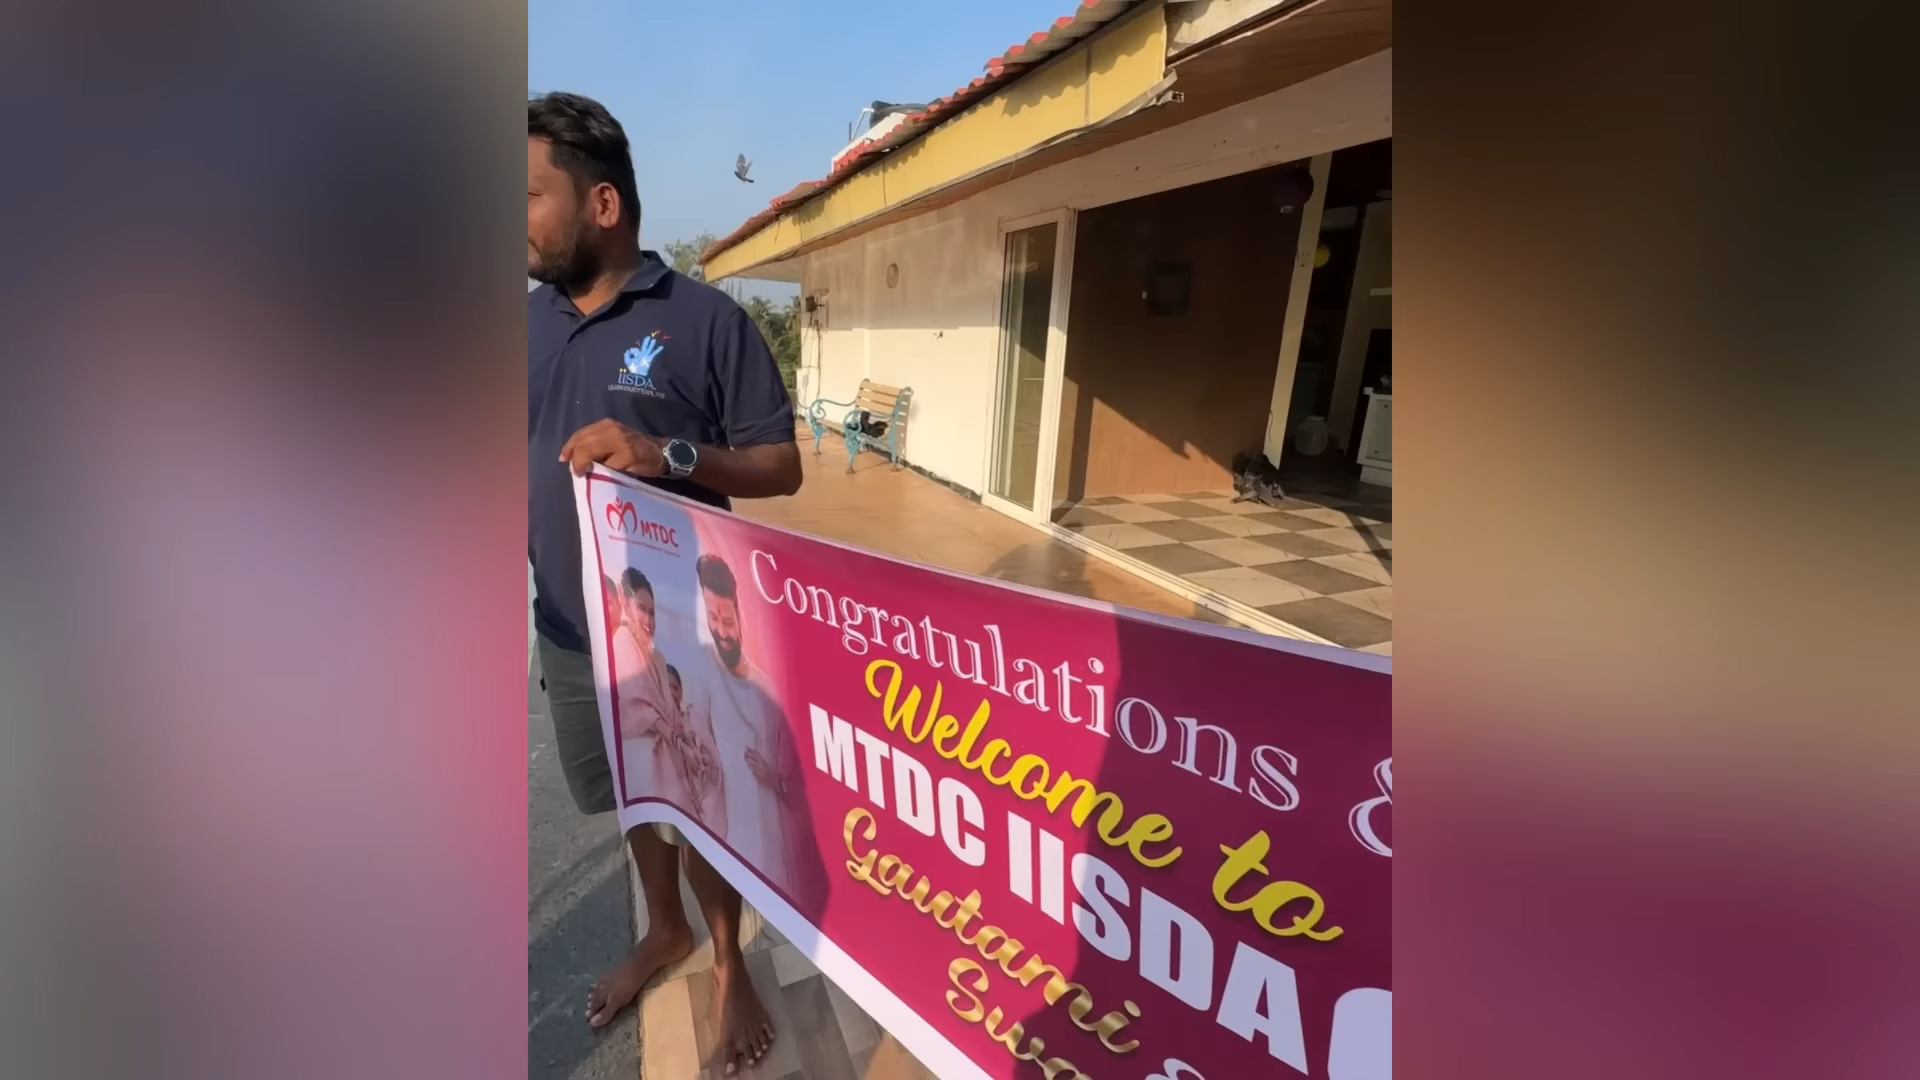 IISDA
MTDC
Congratulations &
Welcome to
MTDC IISDA
Gautami &